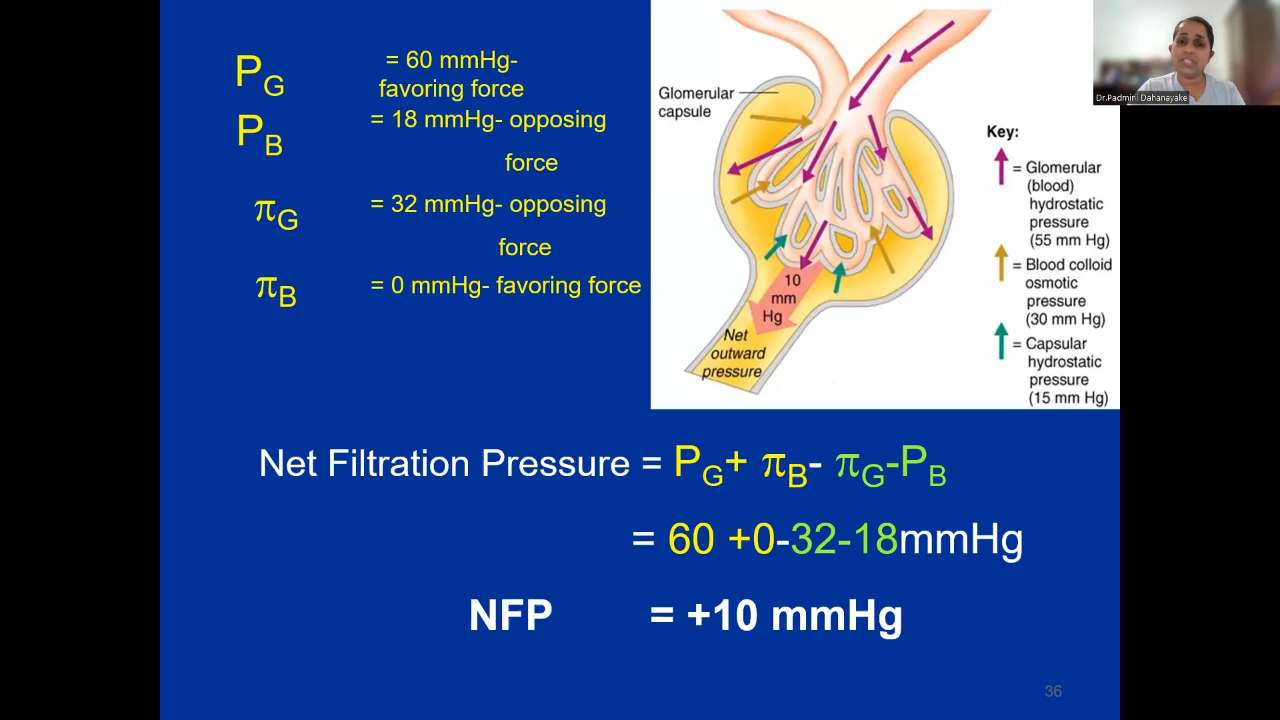 P_G = 60 mmHg-
favoring force
P_B = 18 mmHg- opposing
force
π_G = 32 mmHg- opposing
force
π_B = 0 mmHg- favoring force
Glomerular
capsule
10
mm
Hg
Net
outward
pressure
Key:
= Glomerular
(blood)
hydrostatic
pressure
(55 mm Hg)
= Blood colloid
osmotic
pressure
(30 mm Hg)
= Capsular
hydrostatic
pressure
(15 mm Hg)
Dr.Padmini Dahanayake
Net Filtration Pressure = P_G+ π_B- π_G-P_B
= 60 +0-32-18mmHg
NFP = +10 mmHg
36